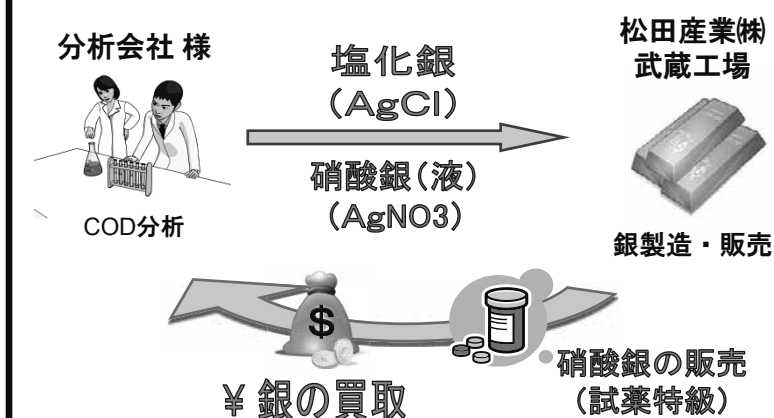 分析会社 様
塩化銀
(AgCl)
硝酸銀(液)
(AgNO3)
COD分析
松田産業㈱
武蔵工場
銀製造・販売
$
¥ 銀の買取
硝酸銀の販売
(試薬特級)